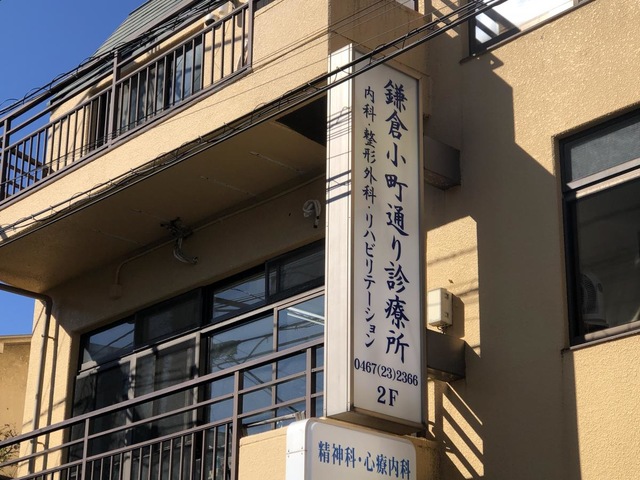 鎌倉小町通り診療所
内科・整形外科・リハビリテーション
0467(23)2366
2F
精神科・心療内科